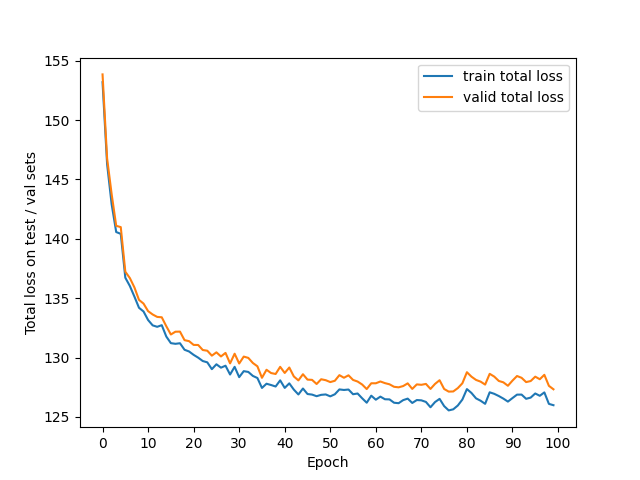 155
150
145
140
135
130
125
Total loss on test / val sets
train total loss
valid total loss
0 10 20 30 40 50 60 70 80 90 100
Epoch